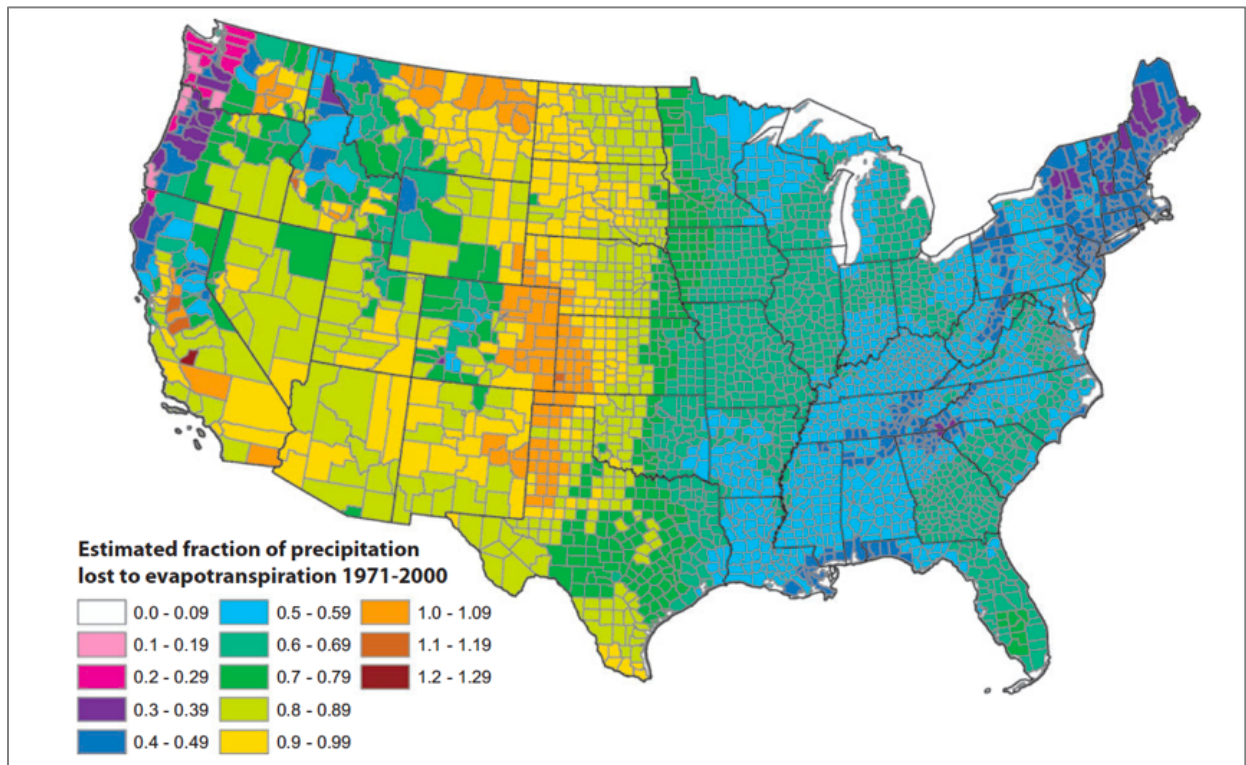 Estimated fraction of precipitation
lost to evapotranspiration 1971-2000
0.0 - 0.09
0.1 - 0.19
0.2 - 0.29
0.3 - 0.39
0.4 - 0.49
0.5 - 0.59
0.6 - 0.69
0.7 - 0.79
0.8 - 0.89
0.9 - 0.99
1.0 - 1.09
1.1 - 1.19
1.2 - 1.29